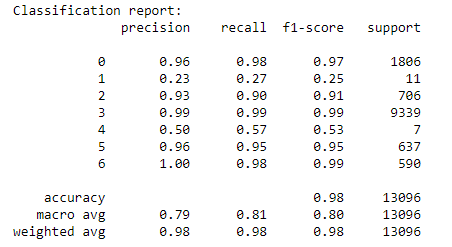 Classification report:
precision recall f1-score support
0 0.96 0.98 0.97 1806
1 0.23 0.27 0.25 11
2 0.93 0.90 0.91 706
3 0.99 0.99 0.99 9339
4 0.50 0.57 0.53 7
5 0.96 0.95 0.95 637
6 1.00 0.98 0.99 590
accuracy 0.98 13096
macro avg 0.79 0.81 0.80 13096
weighted avg 0.98 0.98 0.98 13096